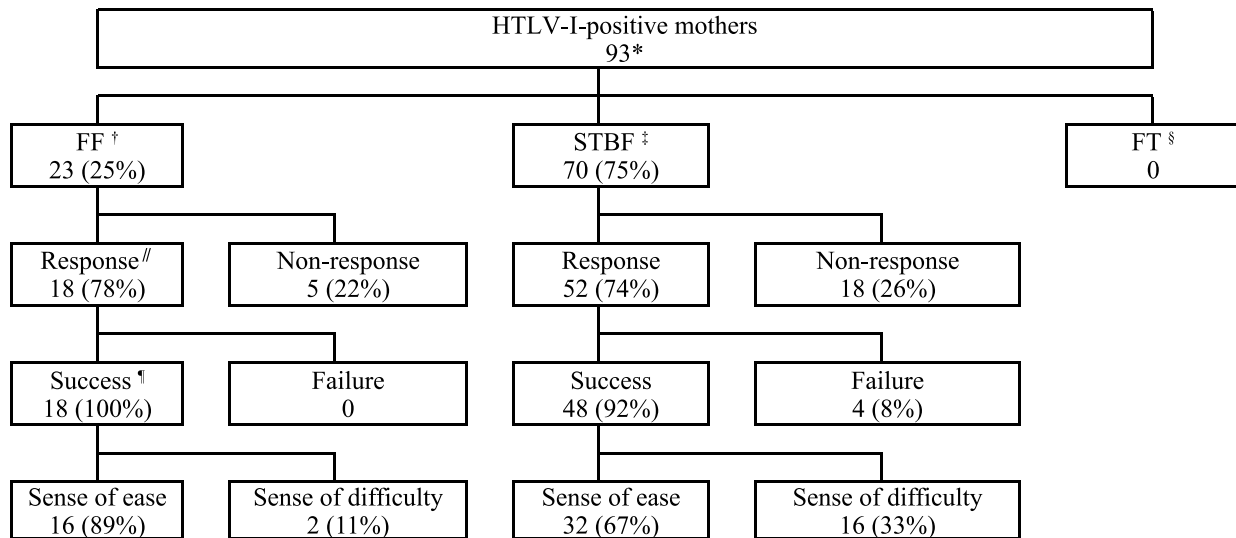 HTLV-I-positive mothers
93*
FF †
23 (25%)
STBF ‡
70 (75%)
FT §
0
Response //
18 (78%)
Non-response
5 (22%)
Response
52 (74%)
Non-response
18 (26%)
Success ¶
18 (100%)
Failure
0
Success
48 (92%)
Failure
4 (8%)
Sense of ease
16 (89%)
Sense of difficulty
2 (11%)
Sense of ease
32 (67%)
Sense of difficulty
16 (33%)